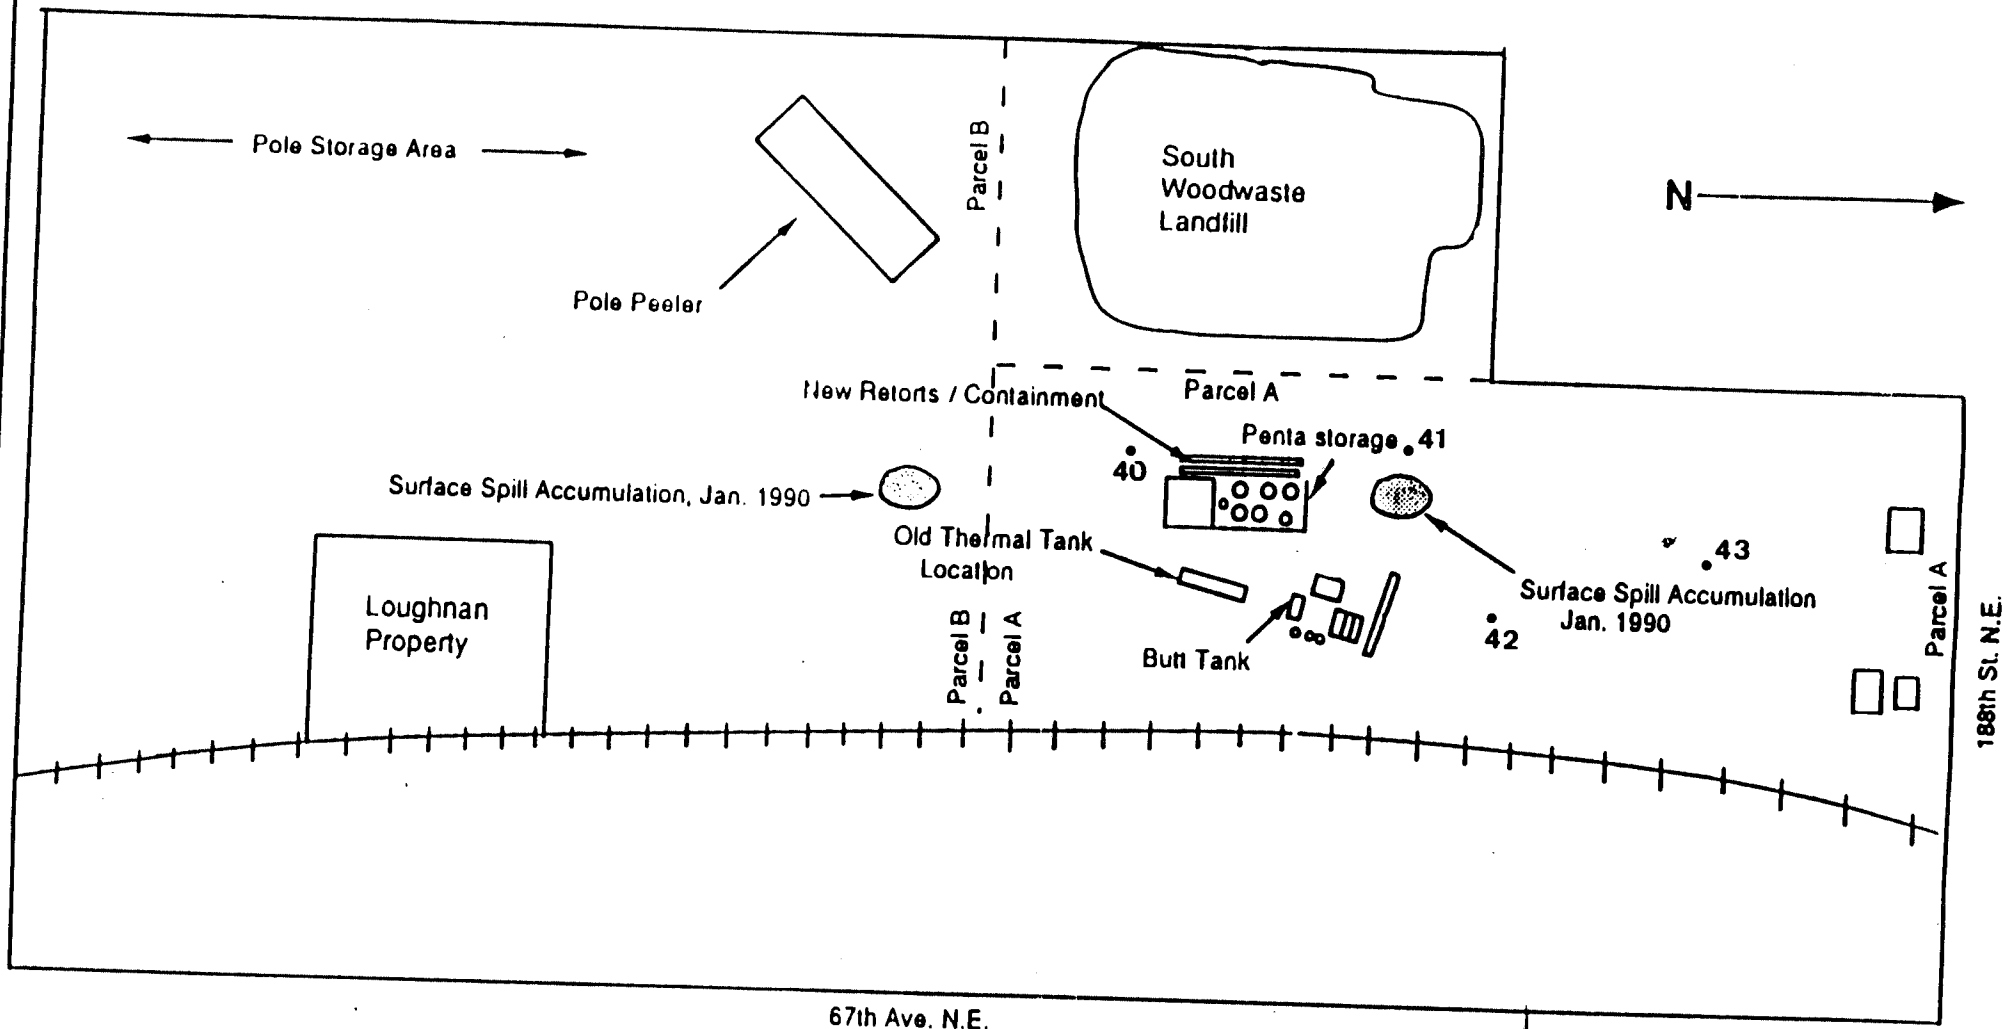 Pole Storage Area
Parcel B
South
Woodwaste
Landfill
N
Pole Peeler
New Retorts / Containment
Parcel A
Penta storage
41
40
Surface Spill Accumulation, Jan. 1990
Old Thermal Tank
Location
43
Surface Spill Accumulation
Jan. 1990
42
Loughnan
Property
Parcel B
Parcel A
Butt Tank
Parcel A
188th St. N.E.
67th Ave. N.E.